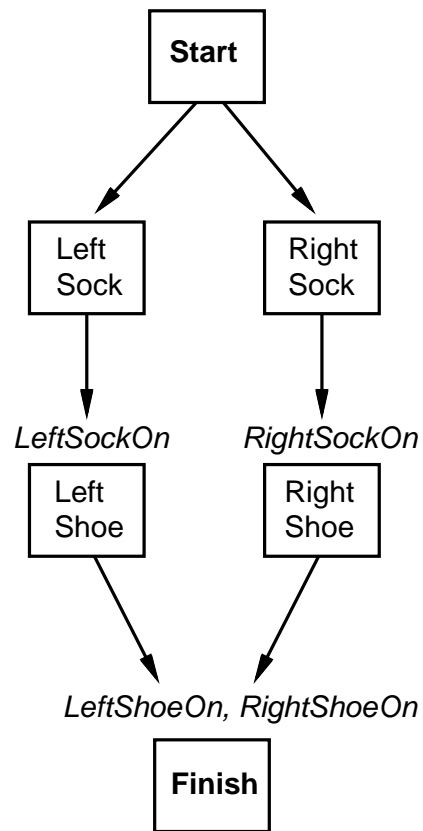 Start
Left
Sock
Right
Sock
LeftSockOn
RightSockOn
Left
Shoe
Right
Shoe
LeftShoeOn, RightShoeOn
Finish